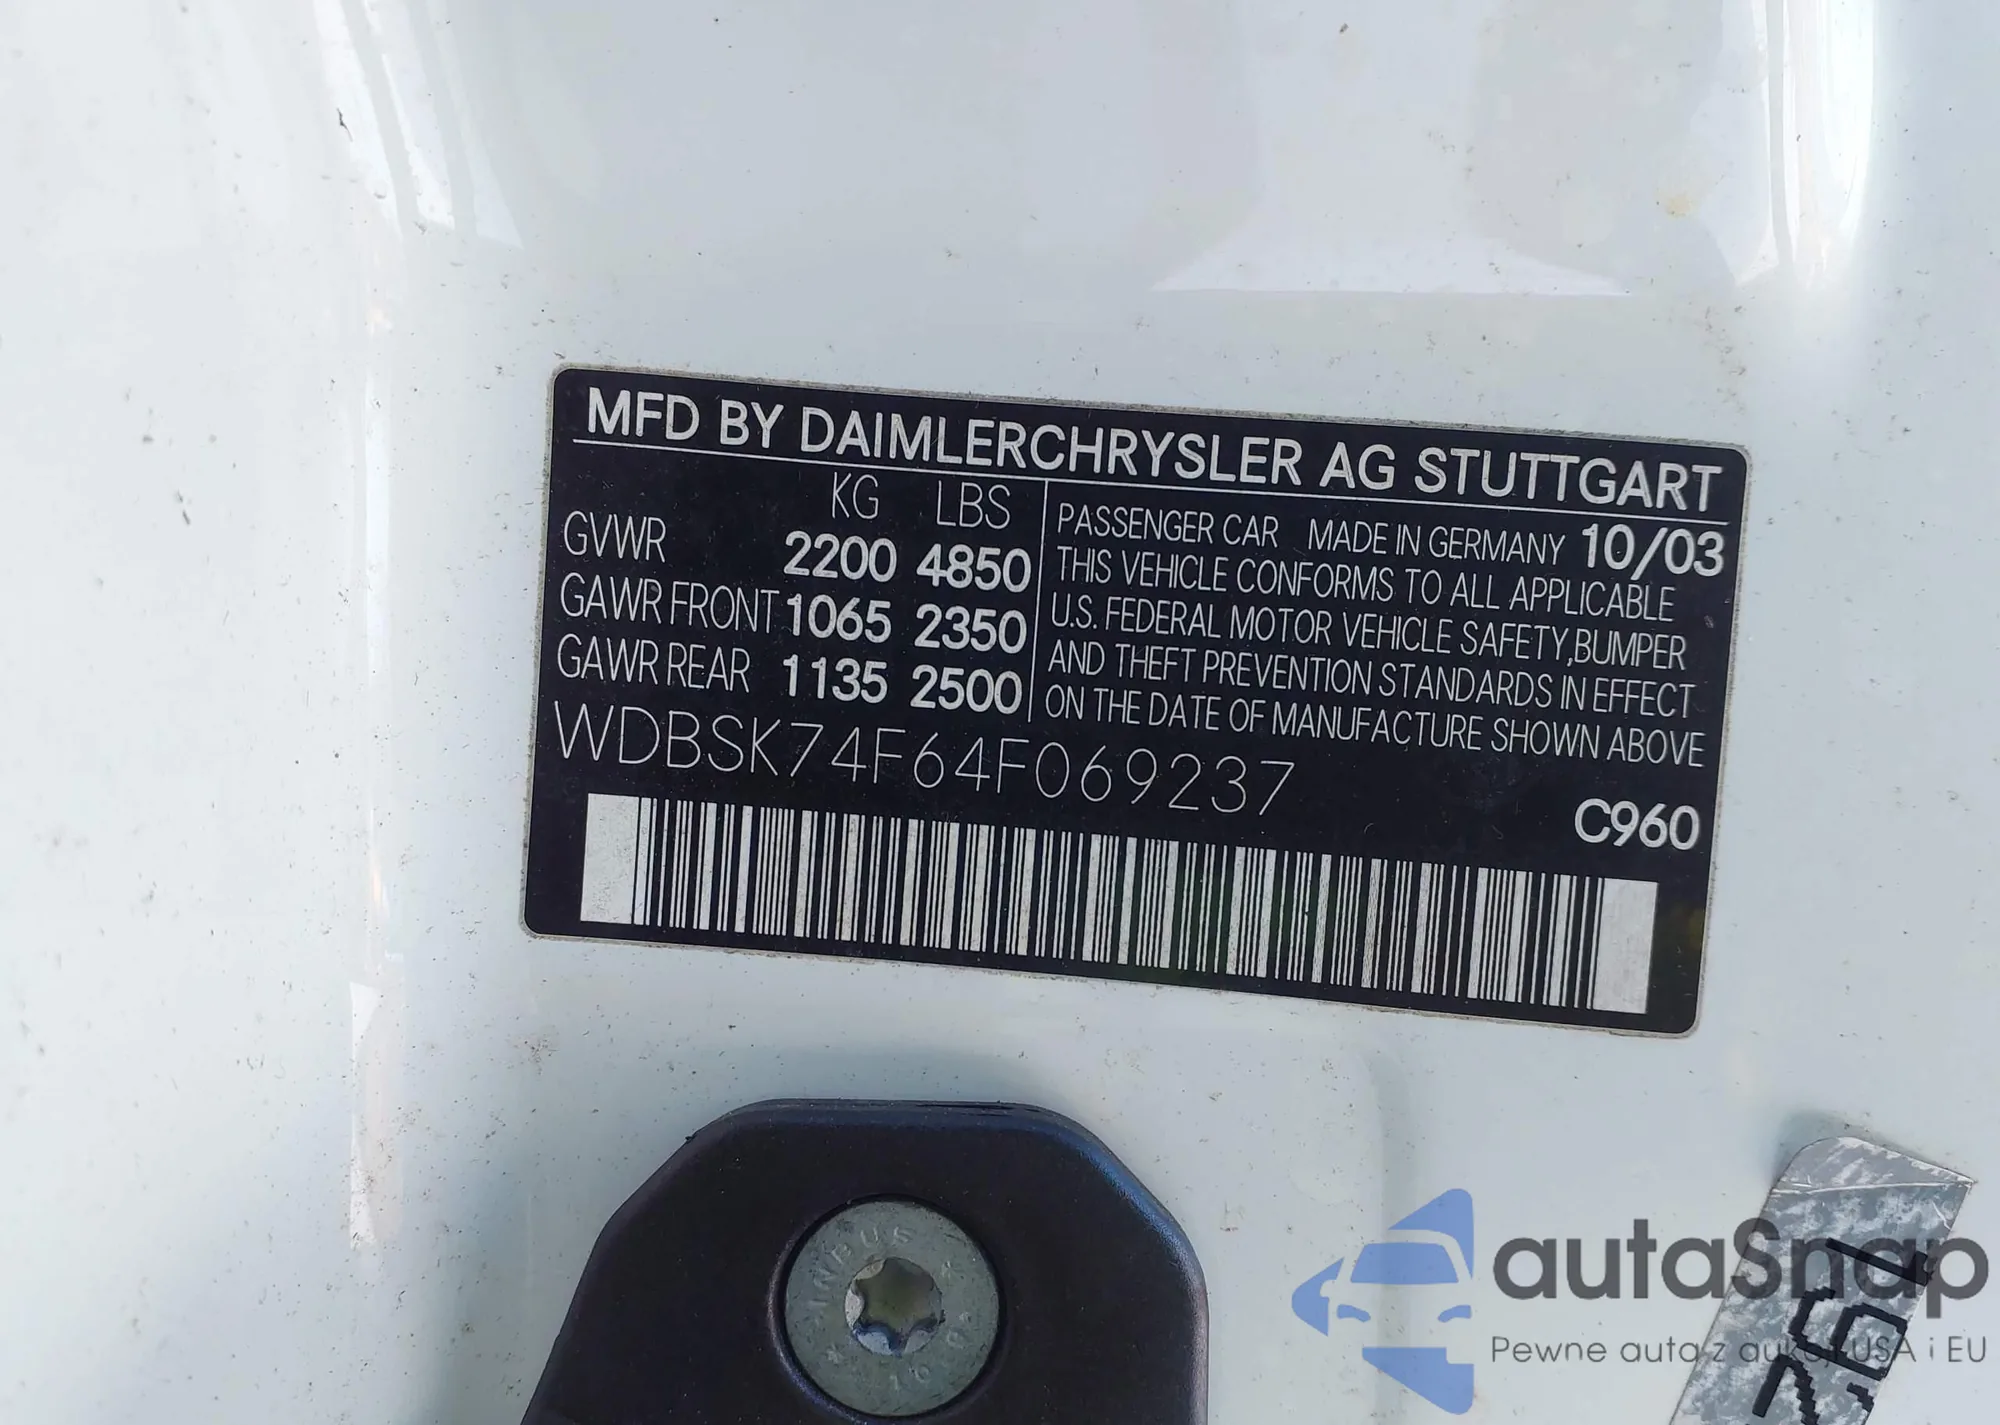 MFD BY DAIMLERCHRYSLER AG STUTTGART
KG LBS
GVWR 2200 4850
GAWR FRONT 1065 2350
GAWR REAR 1135 2500
PASSENGER CAR MADE IN GERMANY 10/03
THIS VEHICLE CONFORMS TO ALL APPLICABLE
U.S. FEDERAL MOTOR VEHICLE SAFETY,BUMPER
AND THEFT PREVENTION STANDARDS IN EFFECT
ON THE DATE OF MANUFACTURE SHOWN ABOVE
WDBSK74F64F069237
C960
autaSnap
Pewne auta z aukcji USA i EU